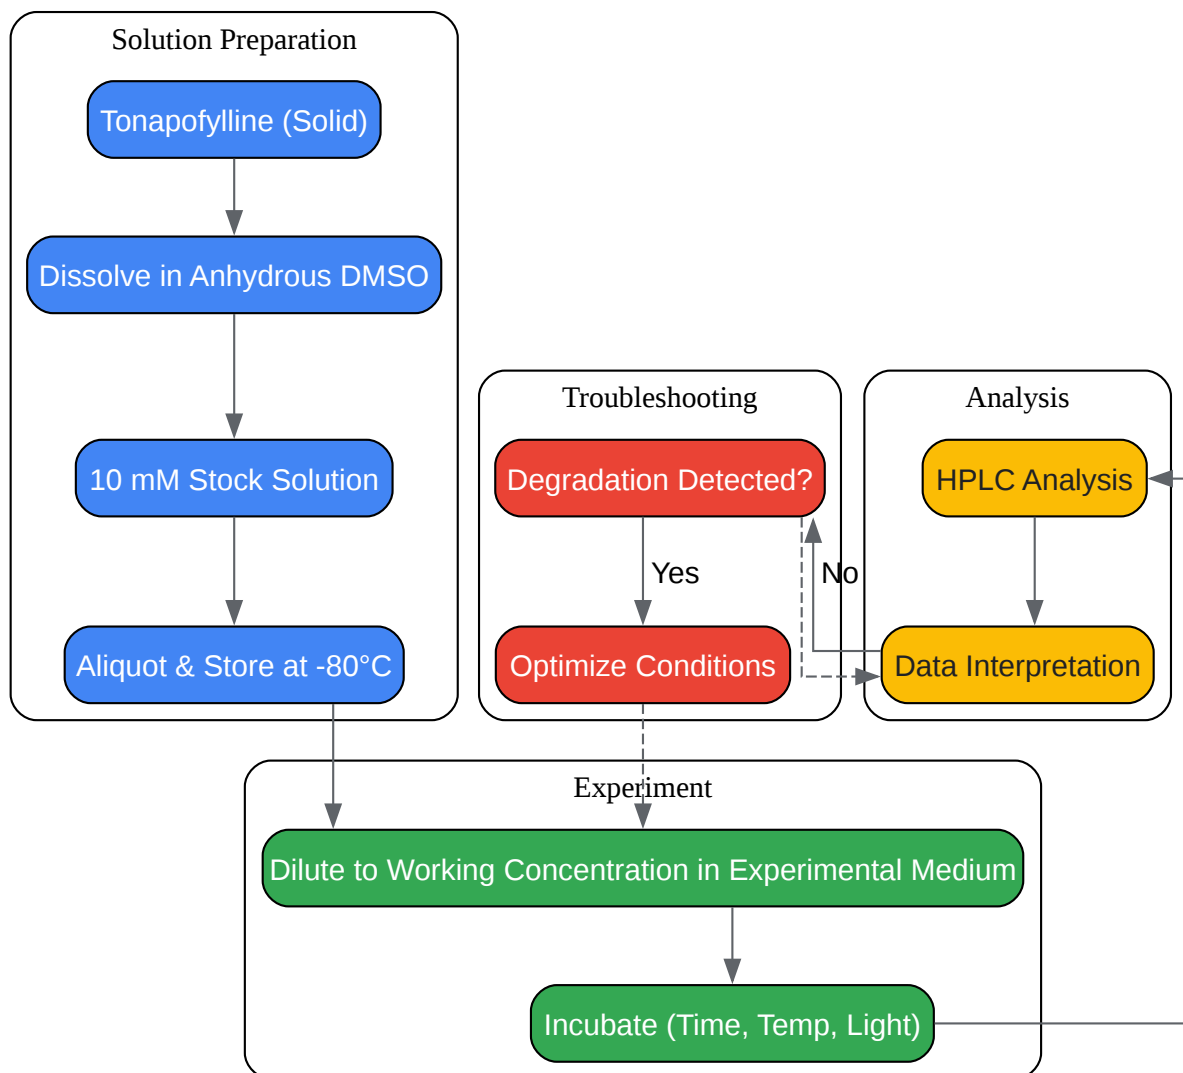 Solution Preparation
Tonapofylline (Solid)
Dissolve in Anhydrous DMSO
10 mM Stock Solution
Aliquot & Store at -80°C
Troubleshooting
Degradation Detected?
Yes
No
Optimize Conditions
Analysis
HPLC Analysis
Data Interpretation
Experiment
Dilute to Working Concentration in Experimental Medium
Incubate (Time, Temp, Light)